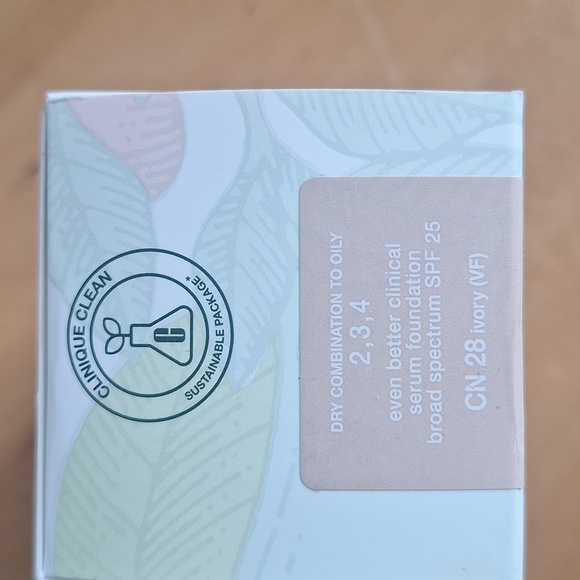 CLINIQUE CLEAN
SUSTAINABLE PACKAGE*
C
DRY COMBINATION TO OILY
2,3,4
even better clinical
serum foundation
broad spectrum SPF 25
CN 28 ivory (VF)